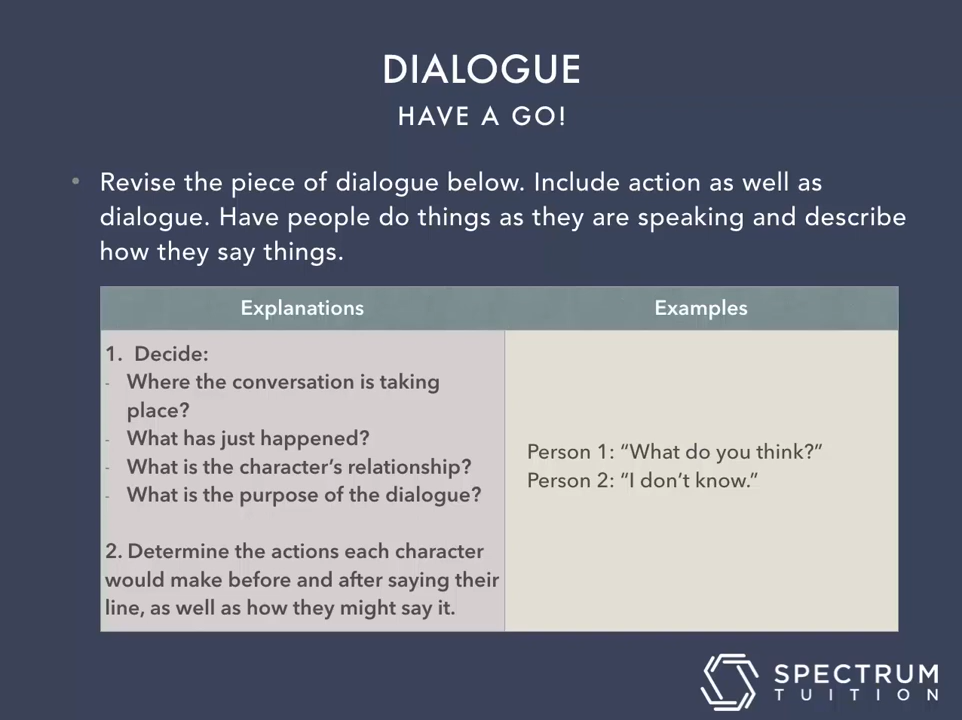 DIALOGUE
HAVE A GO!
• Revise the piece of dialogue below. Include action as well as
dialogue. Have people do things as they are speaking and describe
how they say things.
Explanations
1. Decide:
- Where the conversation is taking
place?
- What has just happened?
- What is the character’s relationship?
- What is the purpose of the dialogue?
2. Determine the actions each character
would make before and after saying their
line, as well as how they might say it.
Examples
Person 1: “What do you think?”
Person 2: “I don’t know.”
SPECTRUM
TUITION